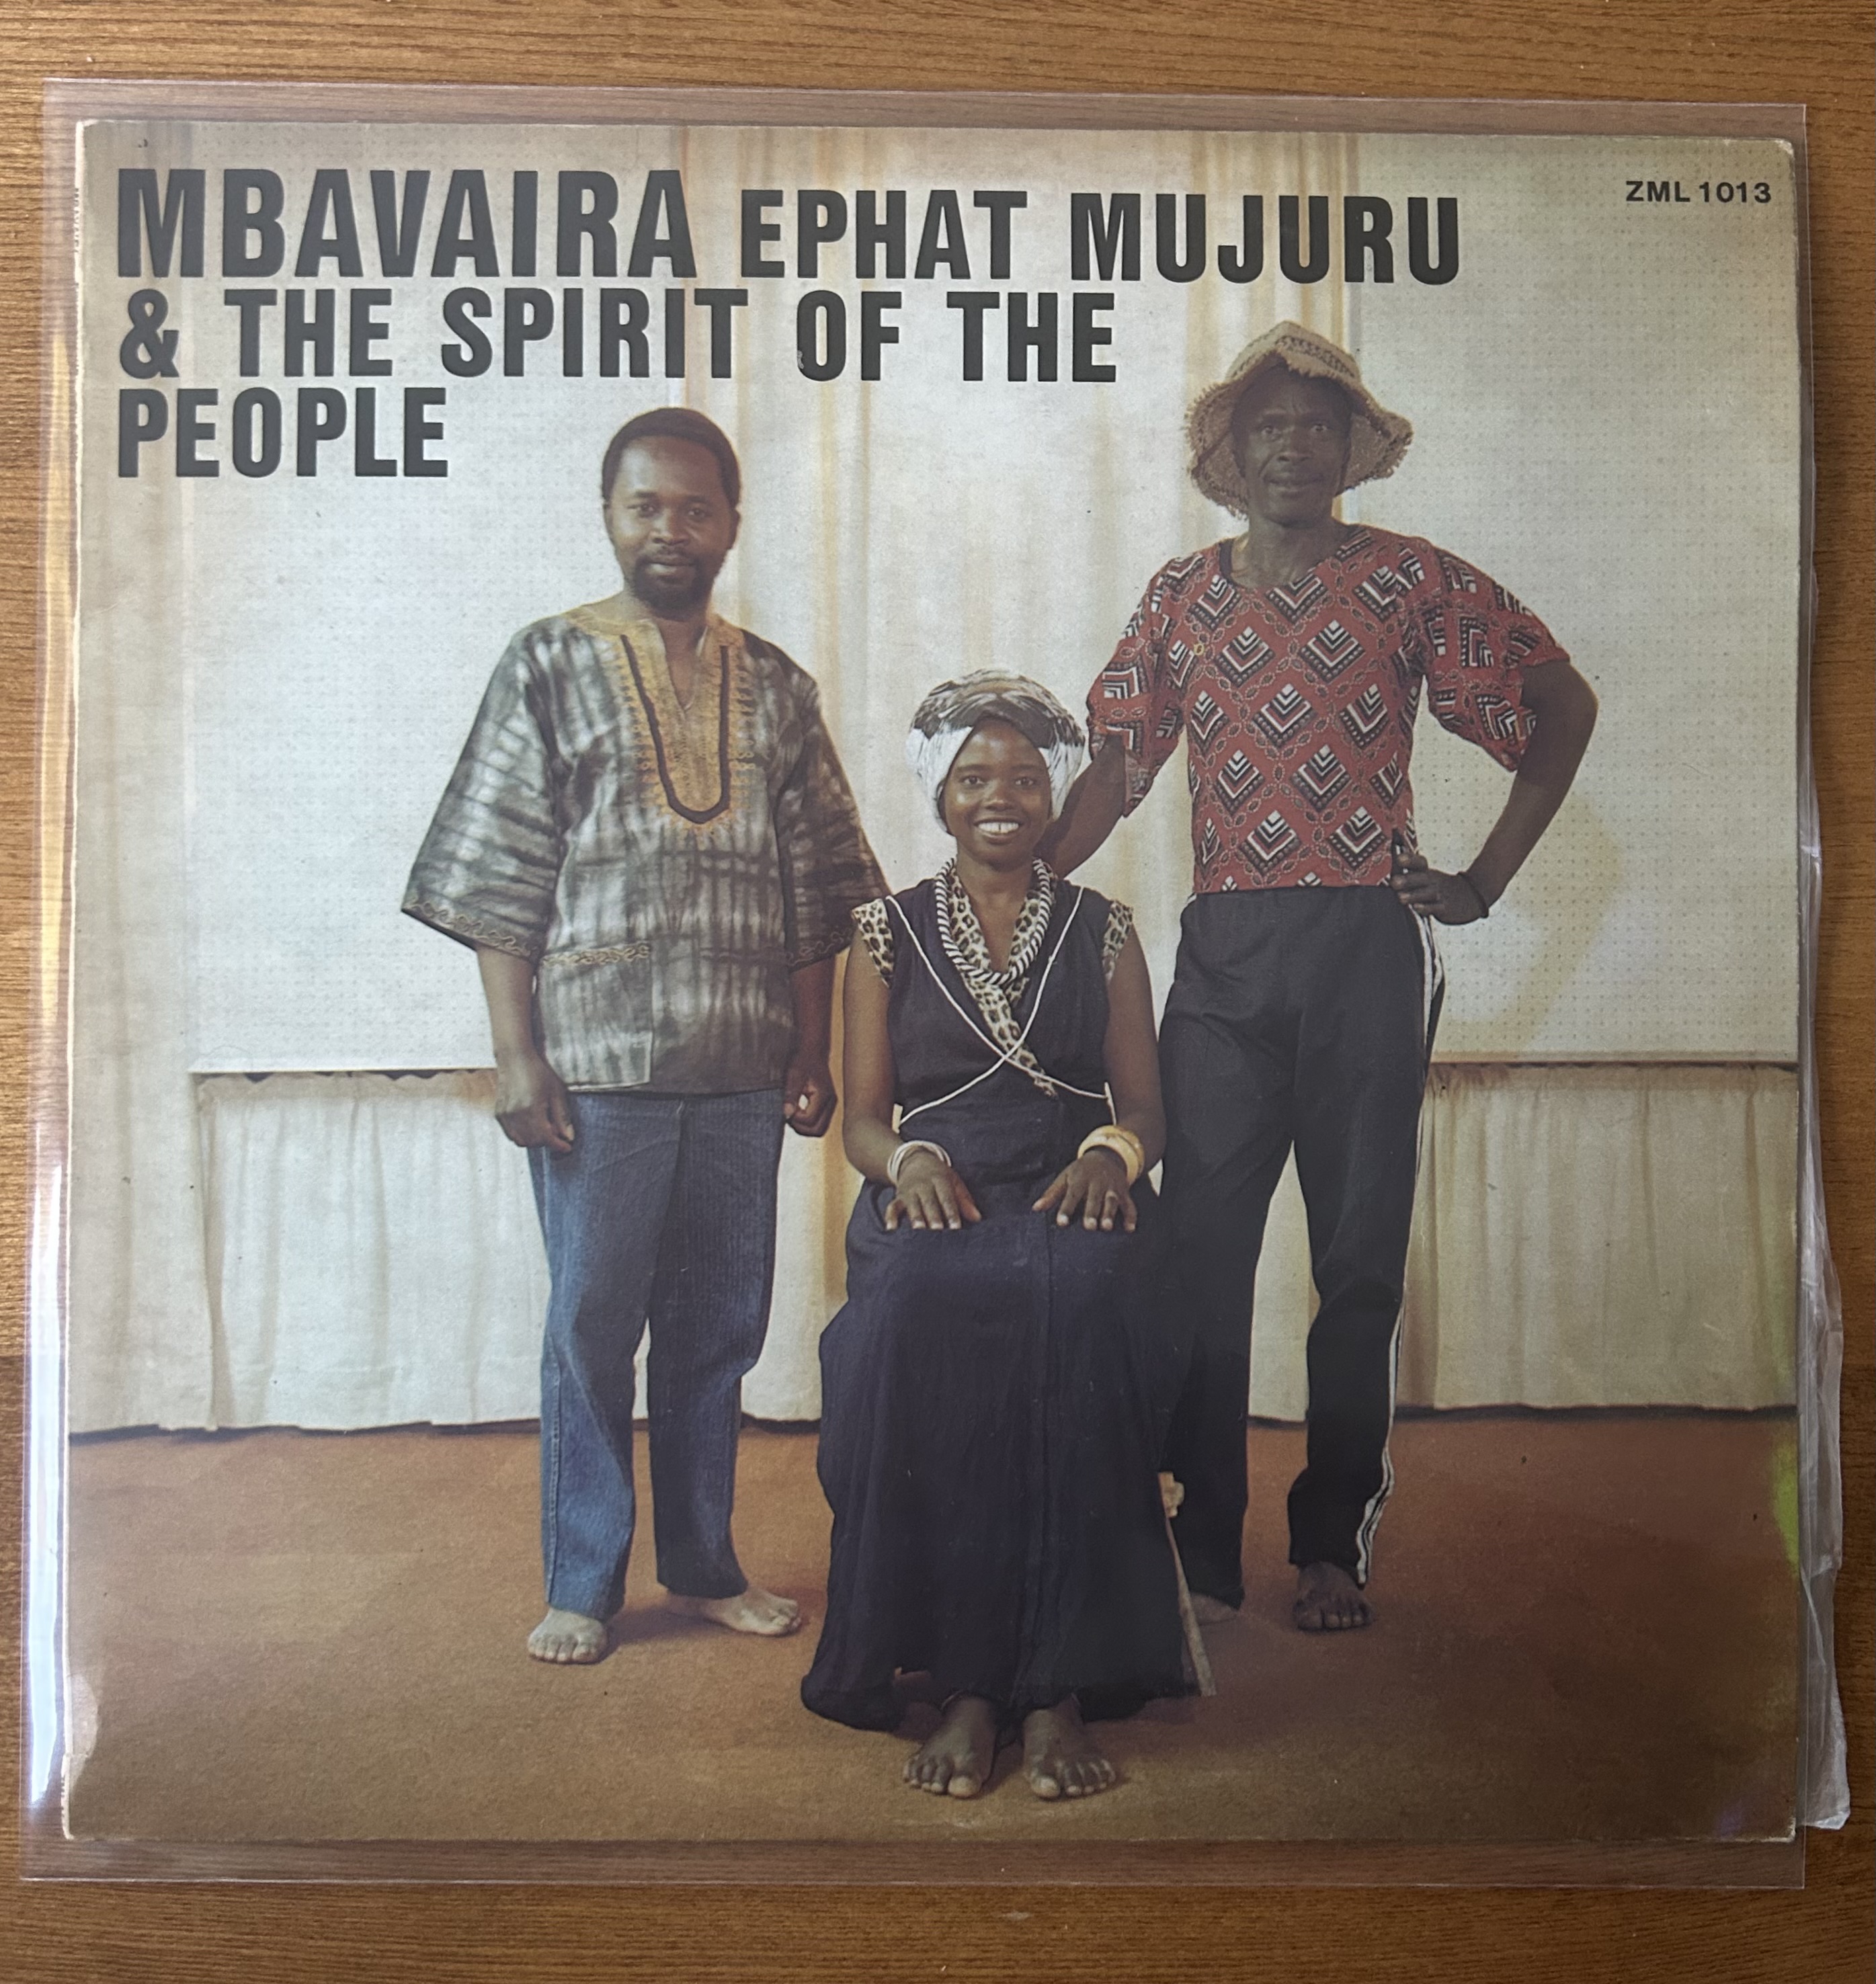 MBAVAIRA EPHAT MUJURU
& THE SPIRIT OF THE
PEOPLE
ZML 1013